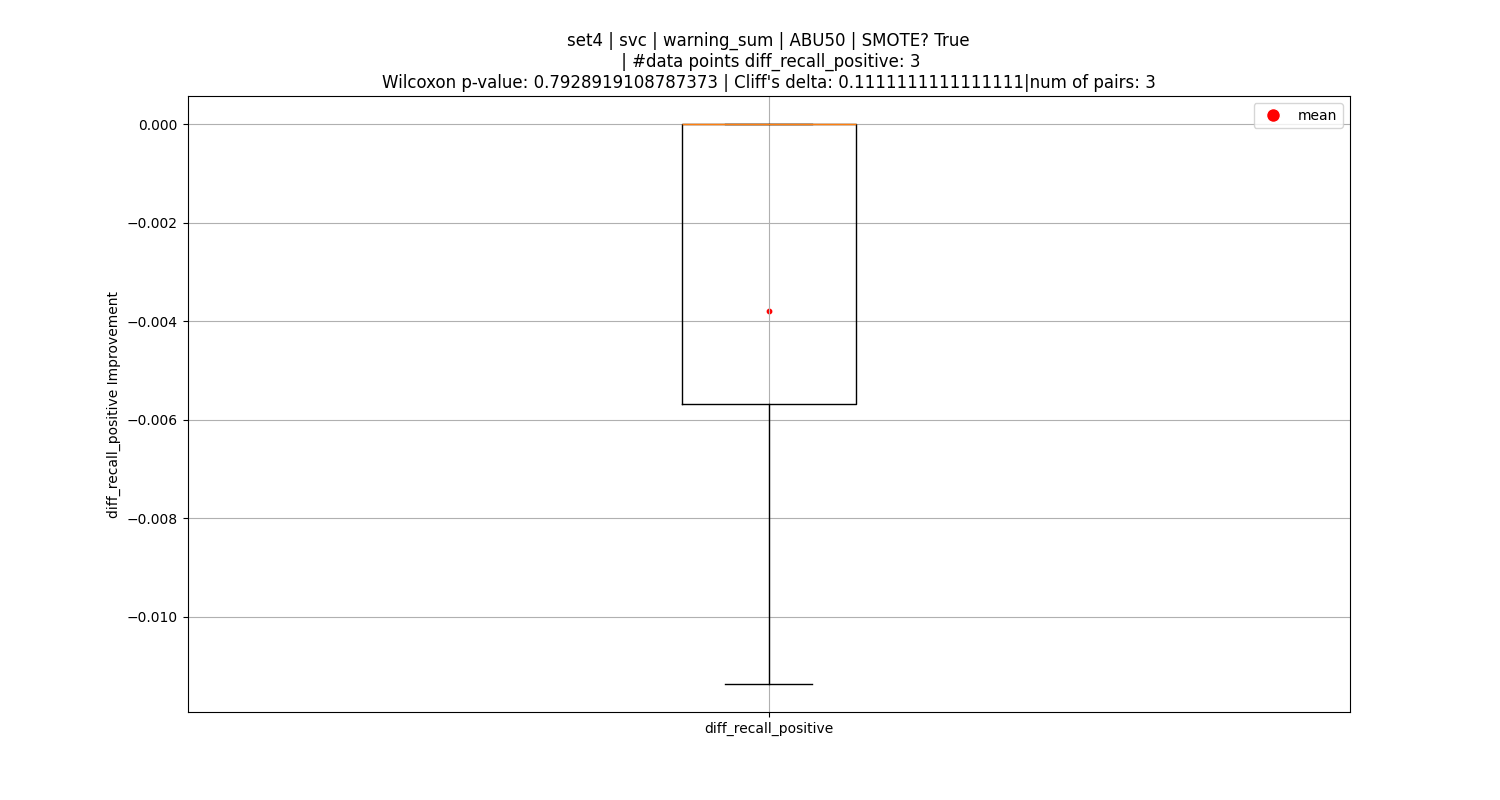 set4 | svc | warning_sum | ABU50 | SMOTE? True
| #data points diff_recall_positive: 3
Wilcoxon p-value: 0.7928919108787373 | Cliff's delta: 0.1111111111111111|num of pairs: 3
mean
0.000
−0.002
−0.004
−0.006
−0.008
−0.010
diff_recall_positive Improvement
diff_recall_positive